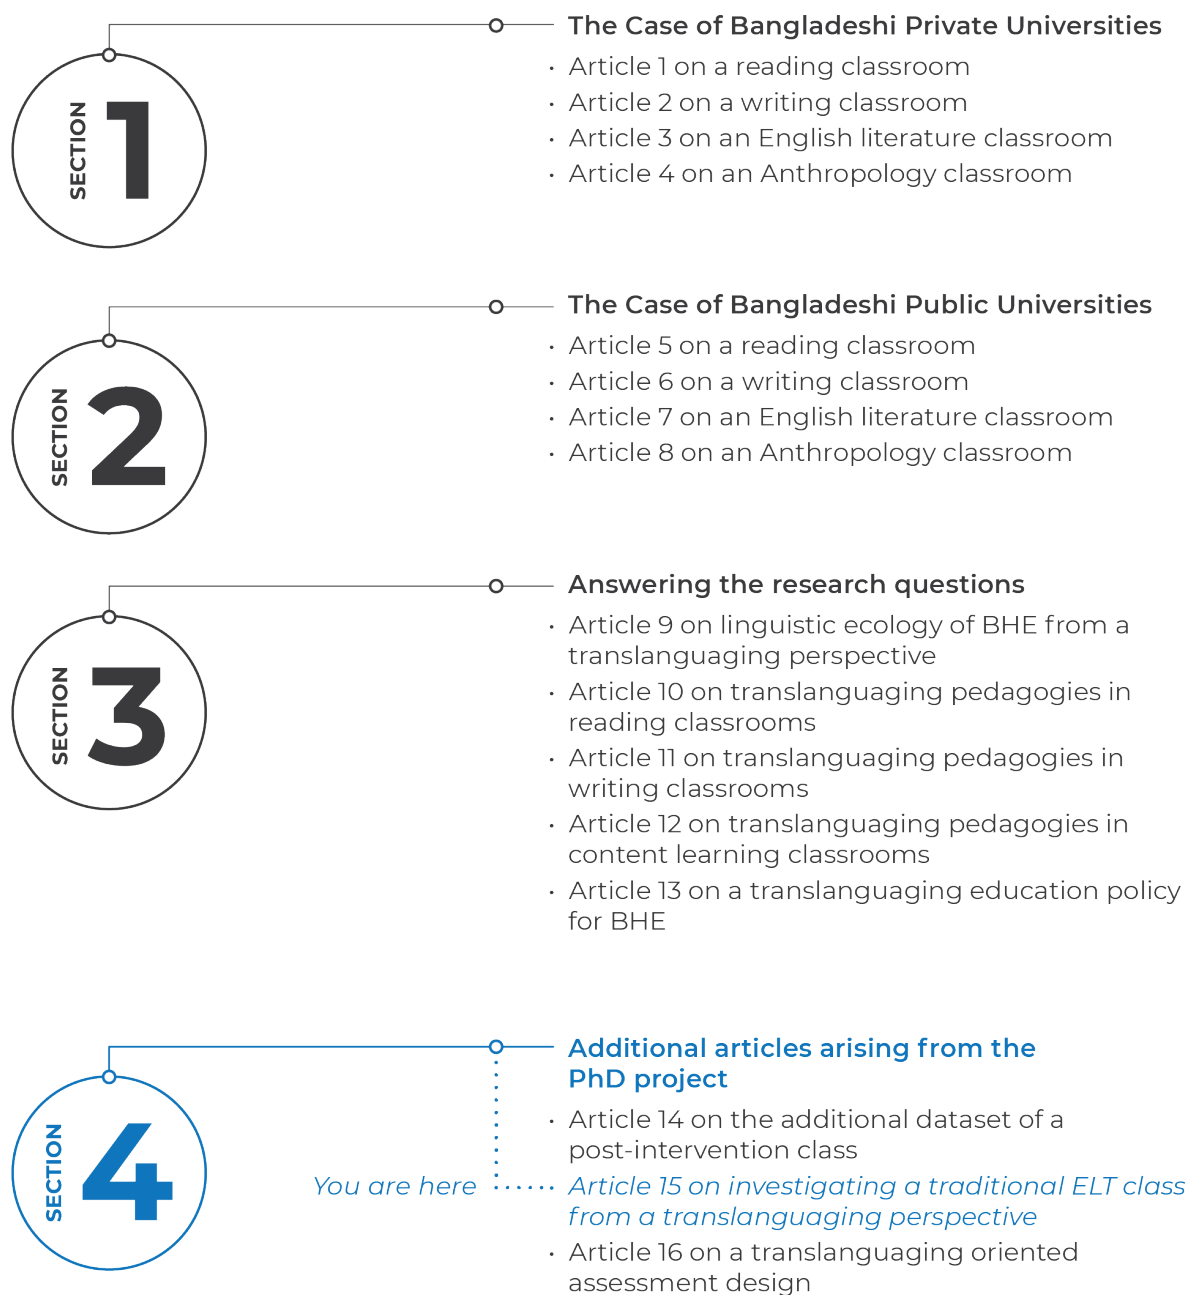 SECTION 1
The Case of Bangladeshi Private Universities
· Article 1 on a reading classroom
· Article 2 on a writing classroom
· Article 3 on an English literature classroom
· Article 4 on an Anthropology classroom
SECTION 2
The Case of Bangladeshi Public Universities
· Article 5 on a reading classroom
· Article 6 on a writing classroom
· Article 7 on an English literature classroom
· Article 8 on an Anthropology classroom
SECTION 3
Answering the research questions
· Article 9 on linguistic ecology of BHE from a
translanguaging perspective
· Article 10 on translanguaging pedagogies in
reading classrooms
· Article 11 on translanguaging pedagogies in
writing classrooms
· Article 12 on translanguaging pedagogies in
content learning classrooms
· Article 13 on a translanguaging education policy
for BHE
SECTION 4
Additional articles arising from the
PhD project
· Article 14 on the additional dataset of a
post-intervention class
You are here
Article 15 on investigating a traditional ELT class
from a translanguaging perspective
· Article 16 on a translanguaging oriented
assessment design